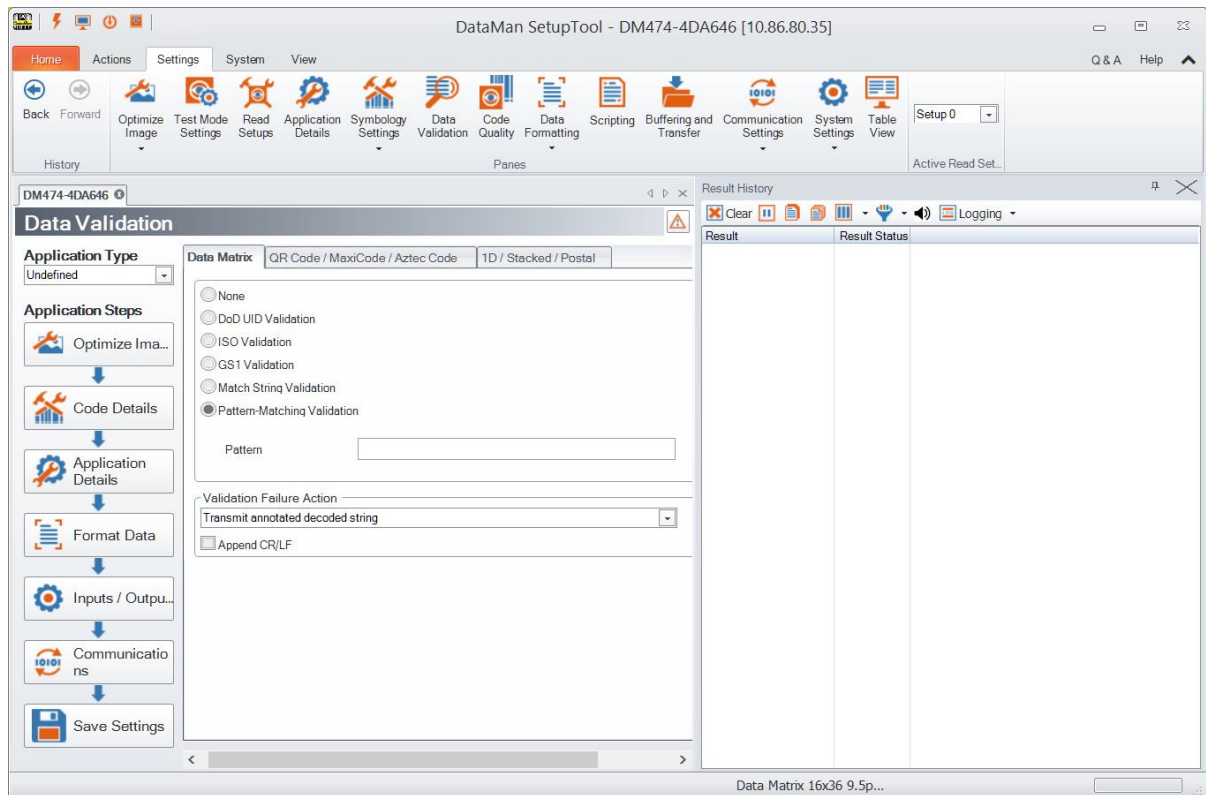 DataMan SetupTool - DM474-4DA646 [10.86.80.35]
Home Actions Settings System View Q & A Help
Back Forward
Optimize Image
Test Mode Settings
Read Setups
Application Details
Symbology Settings
Data Validation
Code Quality
Data Formatting
Scripting
Buffering and Transfer
Communication Settings
System Settings
Table View
Setup 0
History Panes Active Read Set...
DM474-4DA646
Data Validation
Application Type
Undefined
Application Steps
Optimize Ima...
Code Details
Application
Details
Format Data
Inputs / Outpu...
Communicatio
ns
Save Settings
Data Matrix QR Code / MaxiCode / Aztec Code 1D / Stacked / Postal
None
DoD UID Validation
ISO Validation
GS1 Validation
Match String Validation
Pattern-Matching Validation
Pattern
Validation Failure Action
Transmit annotated decoded string
Append CR/LF
Result History
Clear Logging
Result Result Status
Data Matrix 16x36 9.5p...